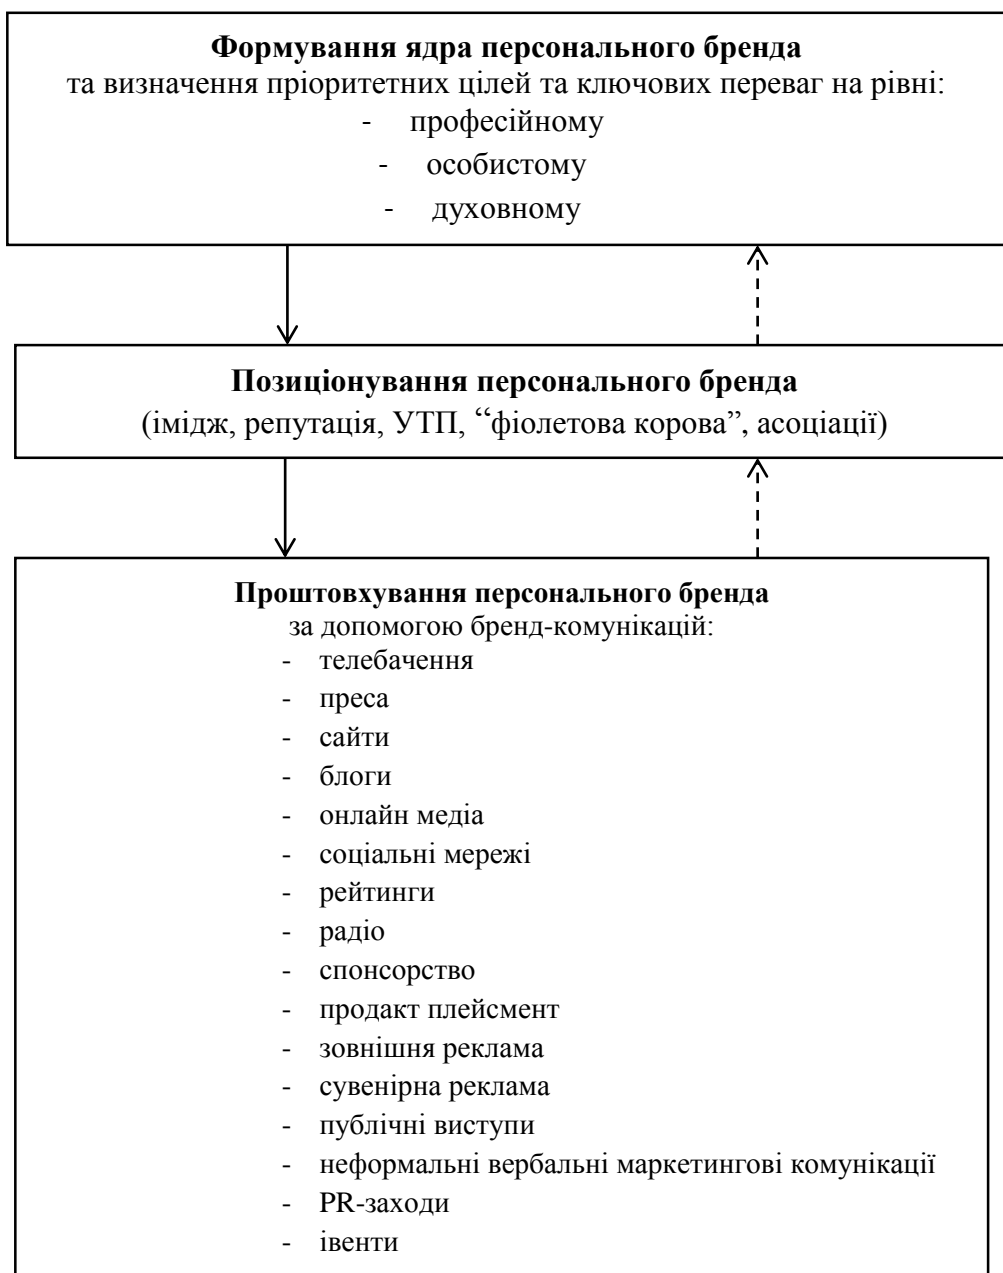 Формування ядра персонального бренда
та визначення пріоритетних цілей та ключових переваг на рівні:
- професійному
- особистому
- духовному
Позиціонування персонального бренда
(імідж, репутація, УТП, “фіолетова корова”, асоціації)
Проштовхування персонального бренда
за допомогою бренд-комунікацій:
- телебачення
- преса
- сайти
- блоги
- онлайн медіа
- соціальні мережі
- рейтинги
- радіо
- спонсорство
- продакт плейсмент
- зовнішня реклама
- сувенірна реклама
- публічні виступи
- неформальні вербальні маркетингові комунікації
- PR-заходи
- івенти